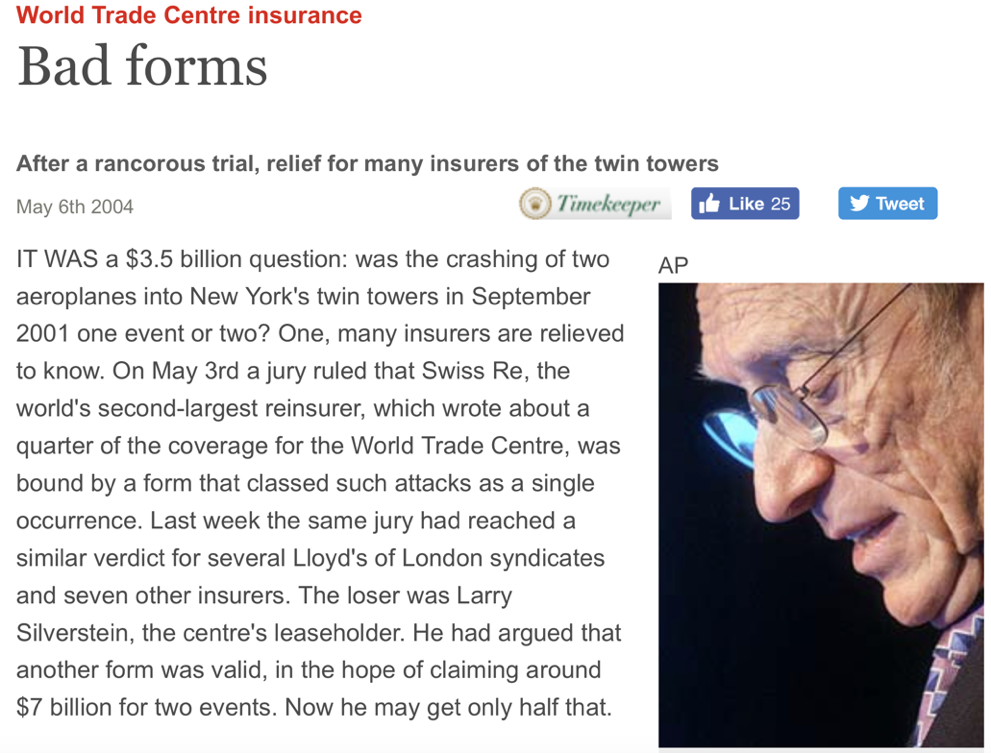 World Trade Centre insurance
Bad forms
After a rancorous trial, relief for many insurers of the twin towers
May 6th 2004
Timekeeper
Like 25
Tweet
IT WAS a $3.5 billion question: was the crashing of two
aeroplanes into New York's twin towers in September
2001 one event or two? One, many insurers are relieved
to know. On May 3rd a jury ruled that Swiss Re, the
world's second-largest reinsurer, which wrote about a
quarter of the coverage for the World Trade Centre, was
bound by a form that classed such attacks as a single
occurrence. Last week the same jury had reached a
similar verdict for several Lloyd's of London syndicates
and seven other insurers. The loser was Larry
Silverstein, the centre's leaseholder. He had argued that
another form was valid, in the hope of claiming around
$7 billion for two events. Now he may get only half that.
AP